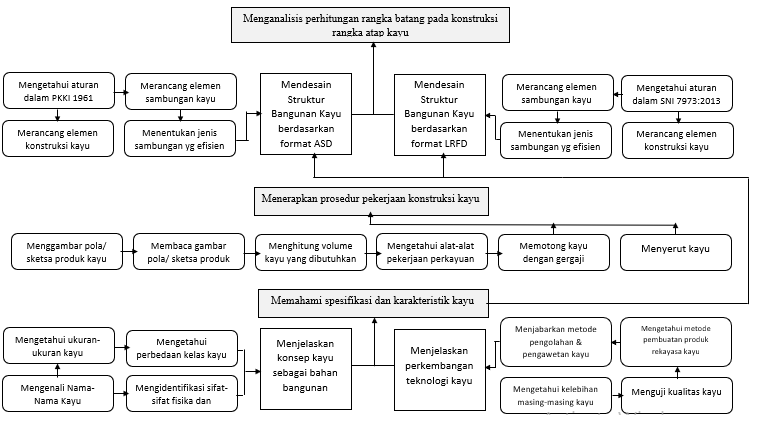 Menganalisis perhitungan rangka batang pada konstruksi
rangka atap kayu
Mengetahui aturan
dalam PKKI 1961
Merancang elemen
sambungan kayu
Mendesain
Struktur
Bangunan Kayu
berdasarkan
format ASD
Mendesain
Struktur
Bangunan Kayu
berdasarkan
format LRFD
Merancang elemen
sambungan kayu
Mengetahui aturan
dalam SNI 7973:2013
Merancang elemen
konstruksi kayu
Menentukan jenis
sambungan yg efisien
Menentukan jenis
sambungan yg efisien
Merancang elemen
konstruksi kayu
Menerapkan prosedur pekerjaan konstruksi kayu
Menggambar pola/
sketsa produk kayu
Membaca gambar
pola/ sketsa produk
Menghitung volume
kayu yang dibutuhkan
Mengetahui alat-alat
pekerjaan perkayuan
Memotong kayu
dengan gergaji
Menyerut kayu
Memahami spesifikasi dan karakteristik kayu
Mengetahui ukuran-
ukuran kayu
Mengetahui
perbedaan kelas kayu
Menjelaskan
konsep kayu
sebagai bahan
bangunan
Menjelaskan
perkembangan
teknologi kayu
Menjabarkan metode
pengolahan &
pengawetan kayu
Mengetahui metode
pembuatan produk
rekayasa kayu
Mengenali Nama-
Nama Kayu
Mengidentifikasi sifat-
sifat fisika dan
Mengetahui kelebihan
masing-masing kayu
Menguji kualitas kayu